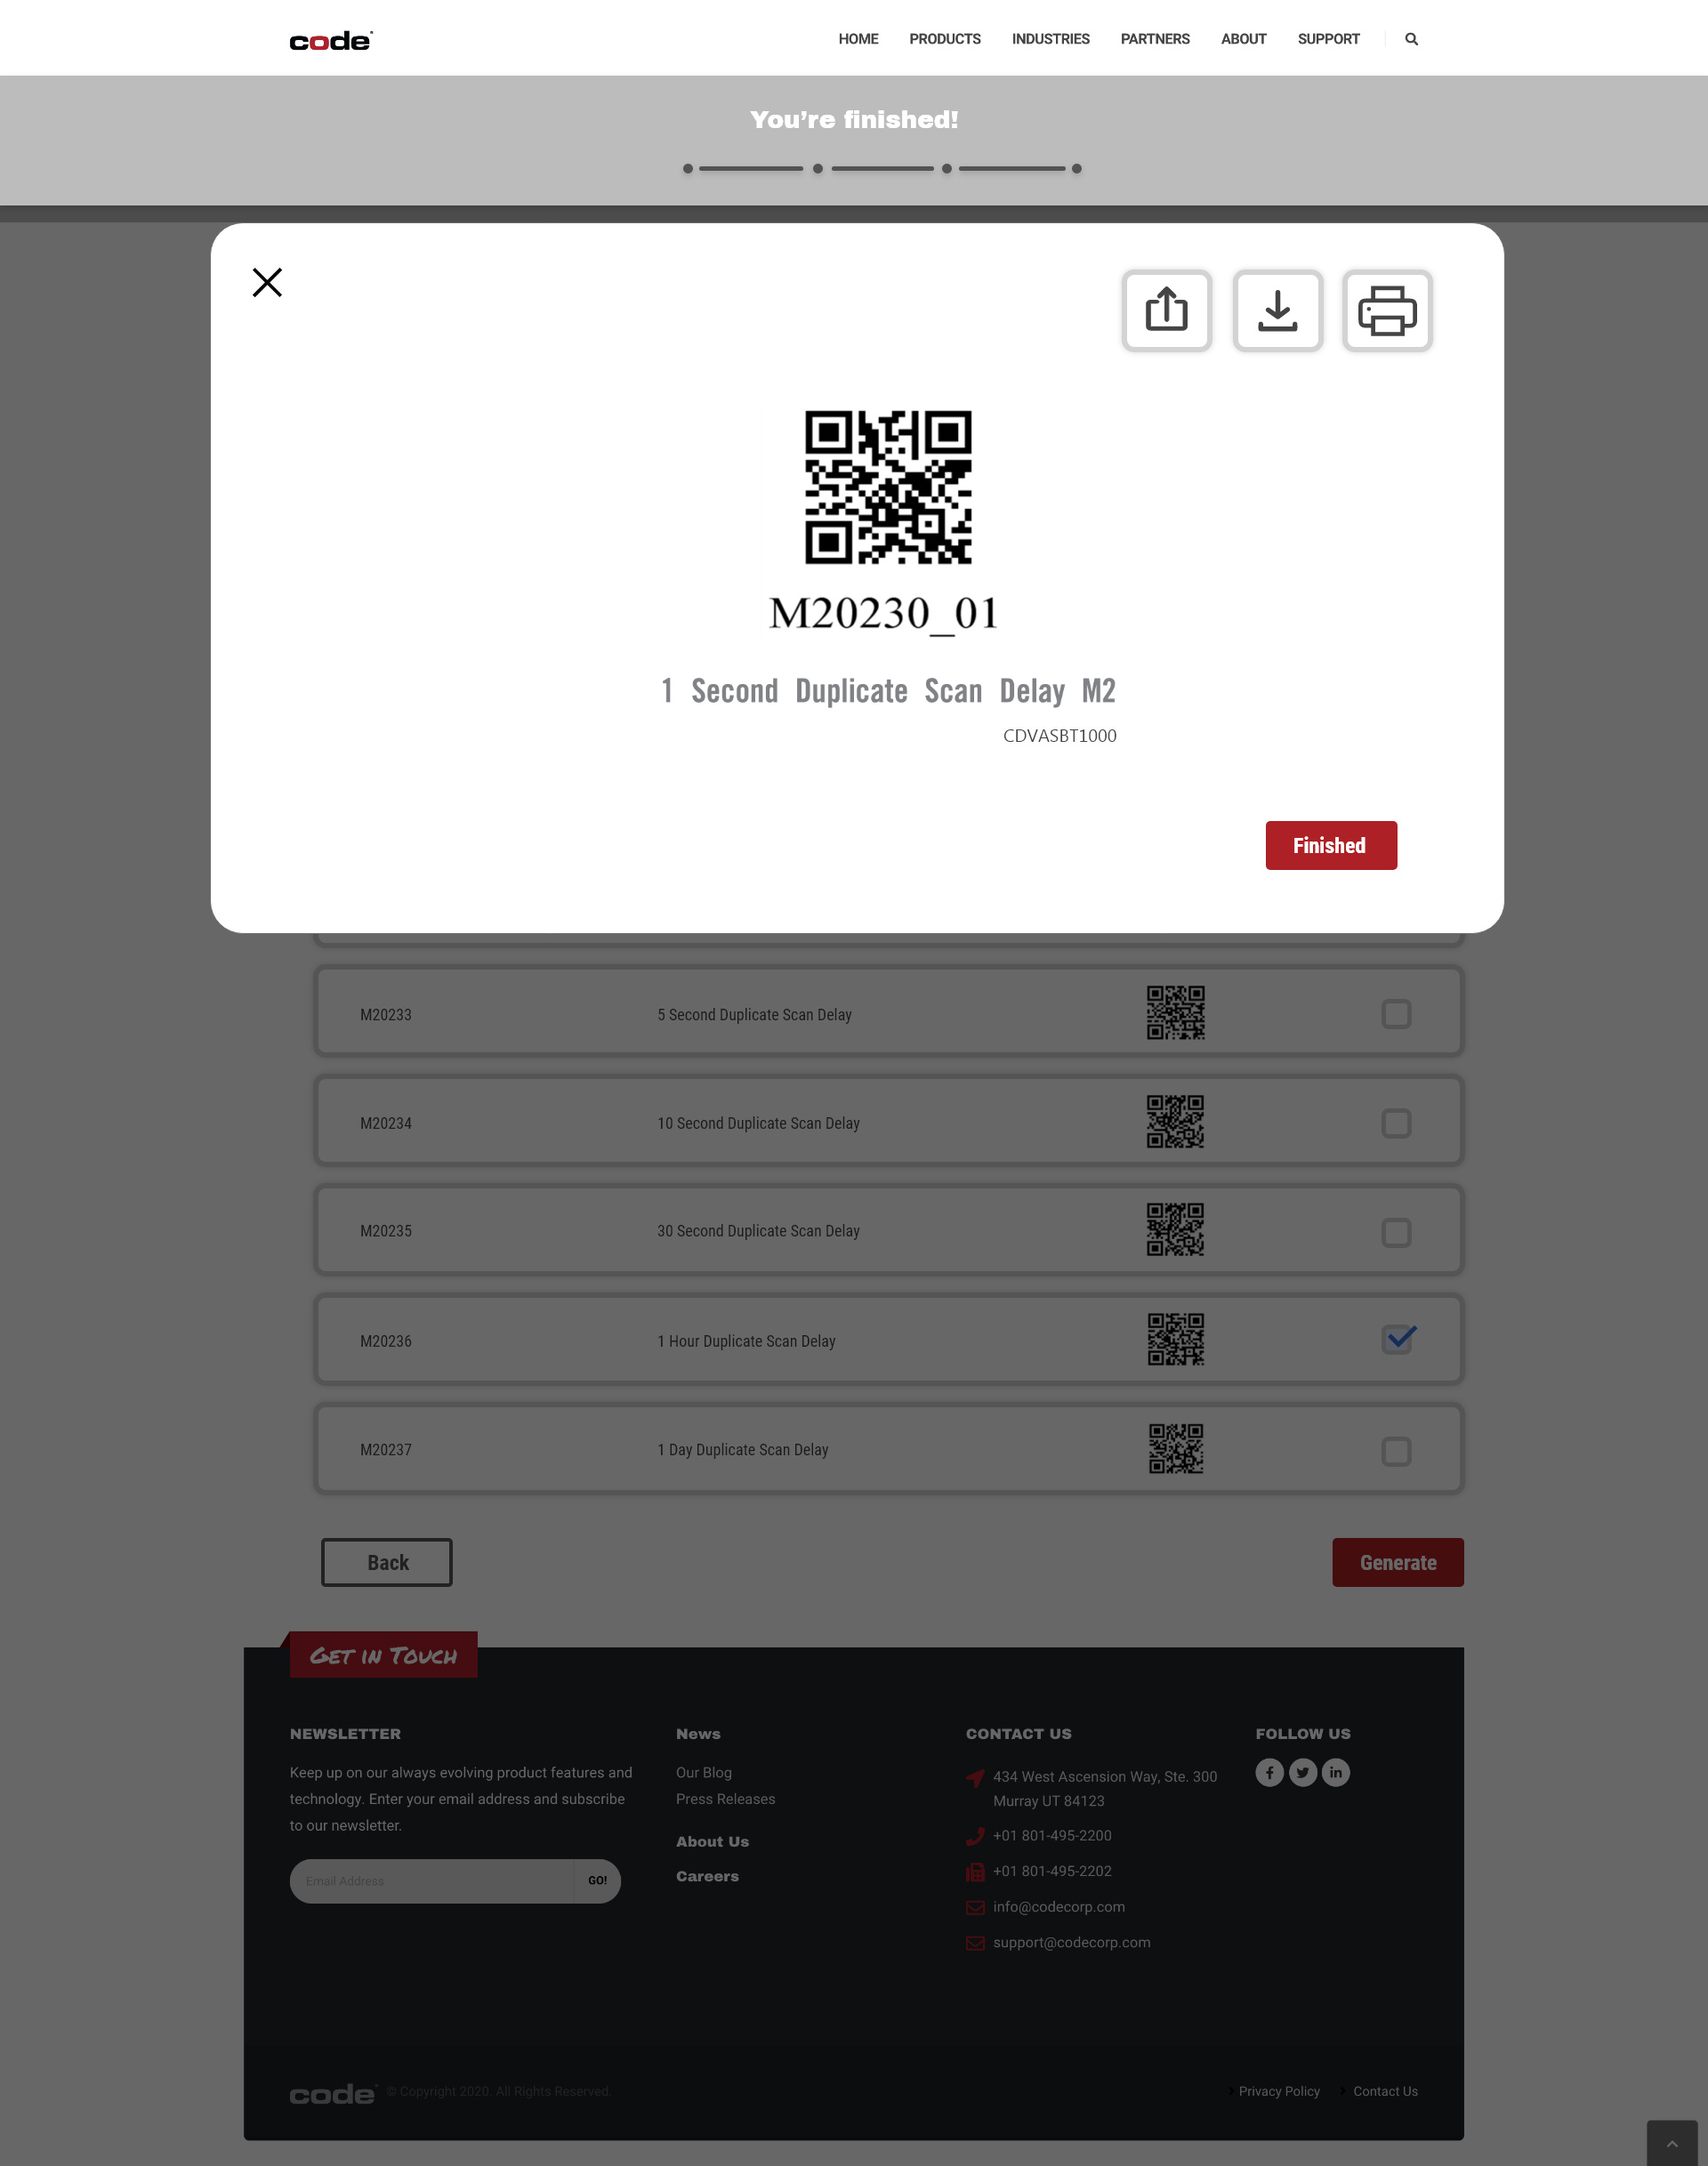 code
HOME PRODUCTS INDUSTRIES PARTNERS ABOUT SUPPORT
You’re finished!
M20230_01
1 Second Duplicate Scan Delay M2
CDVASBT1000
Finished
M20233 5 Second Duplicate Scan Delay
M20234 10 Second Duplicate Scan Delay
M20235 30 Second Duplicate Scan Delay
M20236 1 Hour Duplicate Scan Delay
M20237 1 Day Duplicate Scan Delay
Back Generate
Get in Touch
NEWSLETTER
Keep up on our always evolving product features and
technology. Enter your email address and subscribe
to our newsletter.
Email Address GO!
News
Our Blog
Press Releases
About Us
Careers
CONTACT US
434 West Ascension Way, Ste. 300
Murray UT 84123
+01 801-495-2200
+01 801-495-2202
info@codecorp.com
support@codecorp.com
FOLLOW US
code © Copyright 2020. All Rights Reserved.
Privacy Policy Contact Us